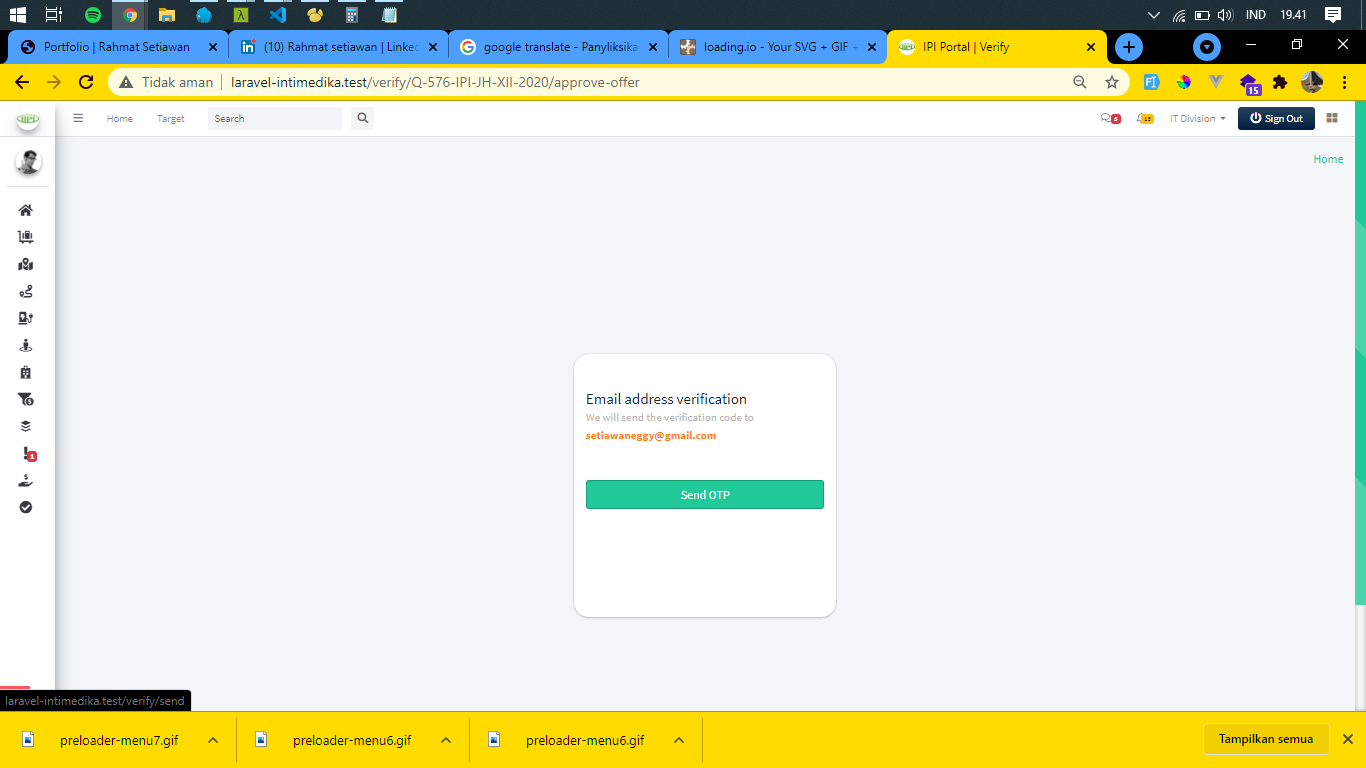 IND 19.41
Portfolio | Rahmat Setiawan
(10) Rahmat setiawan | Linked
google translate - Panyliksika
loading.io - Your SVG + GIF +
IPI Portal | Verify
Tidak aman laravel-intimedika.test/verify/Q-576-IPI-JH-XII-2020/approve-offer
15
Home Target Search
IT Division Sign Out
Home
1
Email address verification
We will send the verification code to
setiawaneggy@gmail.com
Send OTP
laravel-intimedika.test/verify/send
preloader-menu7.gif preloader-menu6.gif preloader-menu6.gif Tampilkan semua